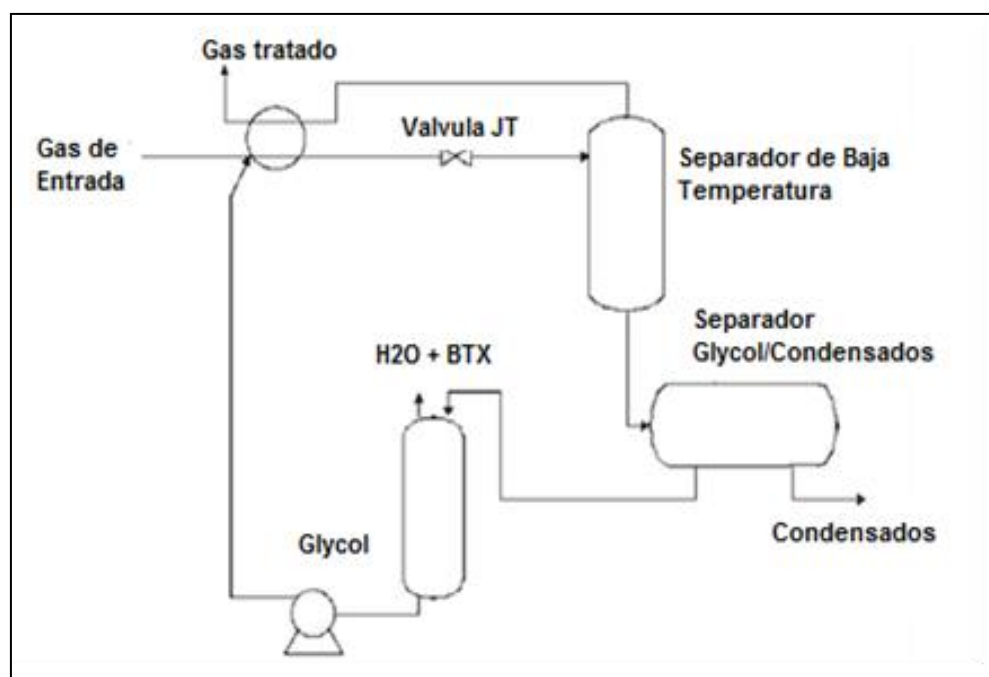 Gas tratado
Valvula JT
Gas de
Entrada
Separador de Baja
Temperatura
Separador
Glycol/Condensados
H2O + BTX
Glycol
Condensados